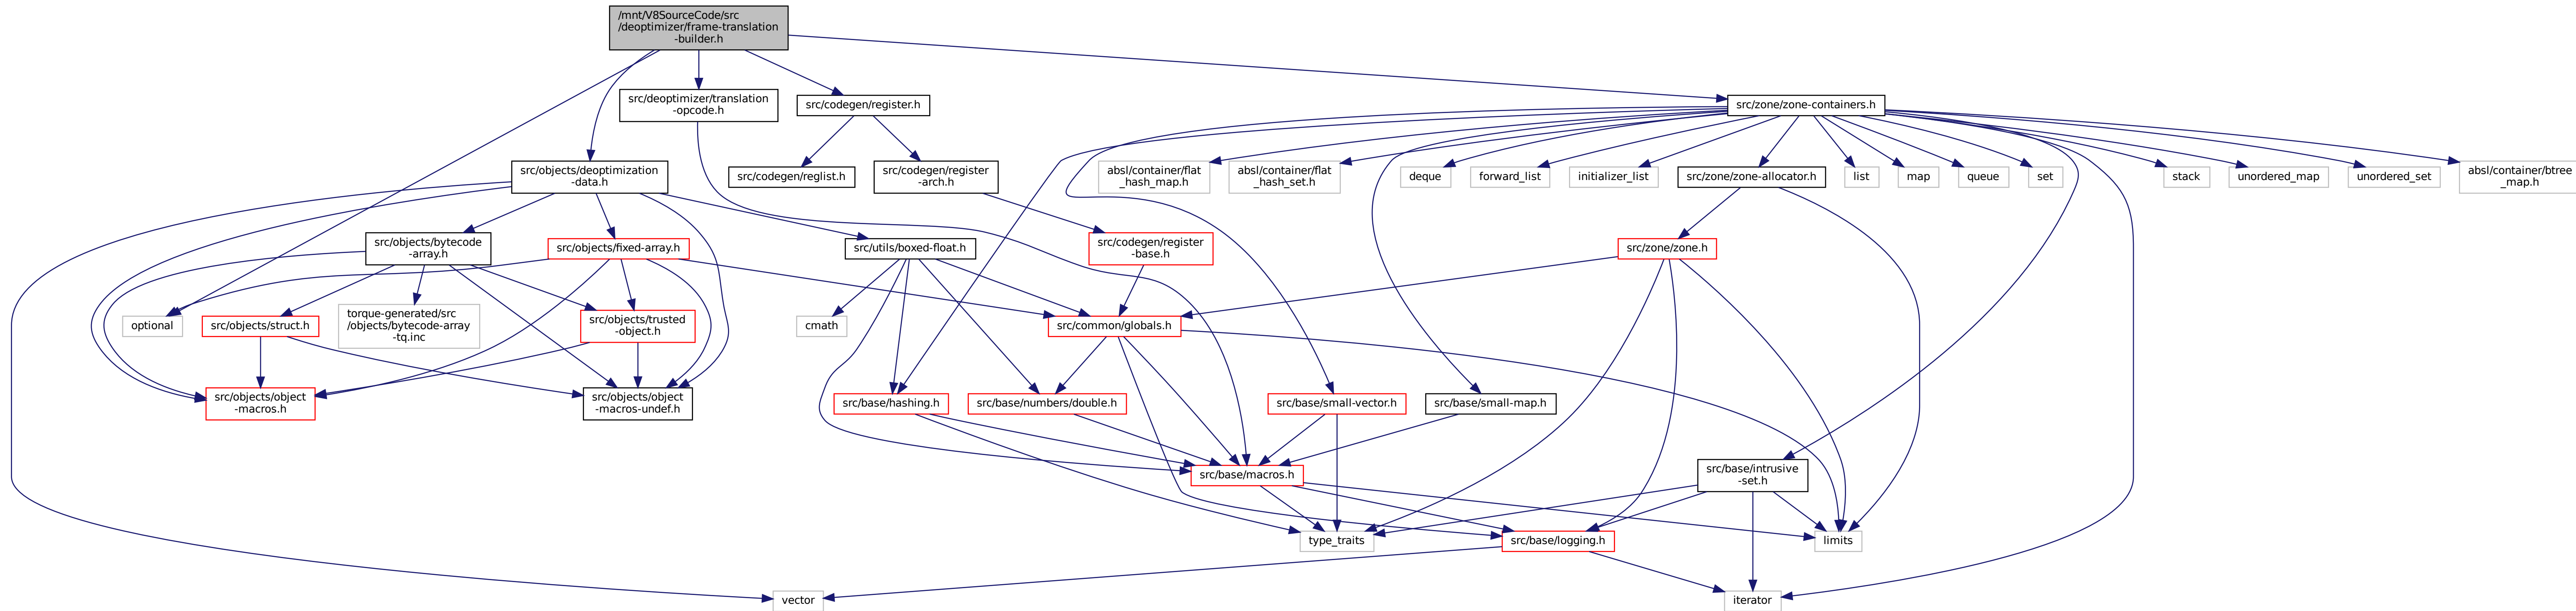 /mnt/V8SourceCode/src
/deoptimizer/frame-translation
-builder.h
src/deoptimizer/translation
-opcode.h
src/codegen/register.h
src/zone/zone-containers.h
src/objects/deoptimization
-data.h
src/codegen/reglist.h
src/codegen/register
-arch.h
absl/container/flat
_hash_map.h
absl/container/flat
_hash_set.h
deque
forward_list
initializer_list
src/zone/zone-allocator.h
list
map
queue
set
stack
unordered_map
unordered_set
absl/container/btree
_map.h
src/objects/bytecode
-array.h
src/objects/fixed-array.h
src/utils/boxed-float.h
src/codegen/register
-base.h
src/zone/zone.h
optional
src/objects/struct.h
torque-generated/src
/objects/bytecode-array
-tq.inc
src/objects/trusted
-object.h
cmath
src/common/globals.h
src/objects/object
-macros.h
src/objects/object
-macros-undef.h
src/base/hashing.h
src/base/numbers/double.h
src/base/small-vector.h
src/base/small-map.h
src/base/macros.h
src/base/intrusive
-set.h
type_traits
src/base/logging.h
limits
vector
iterator